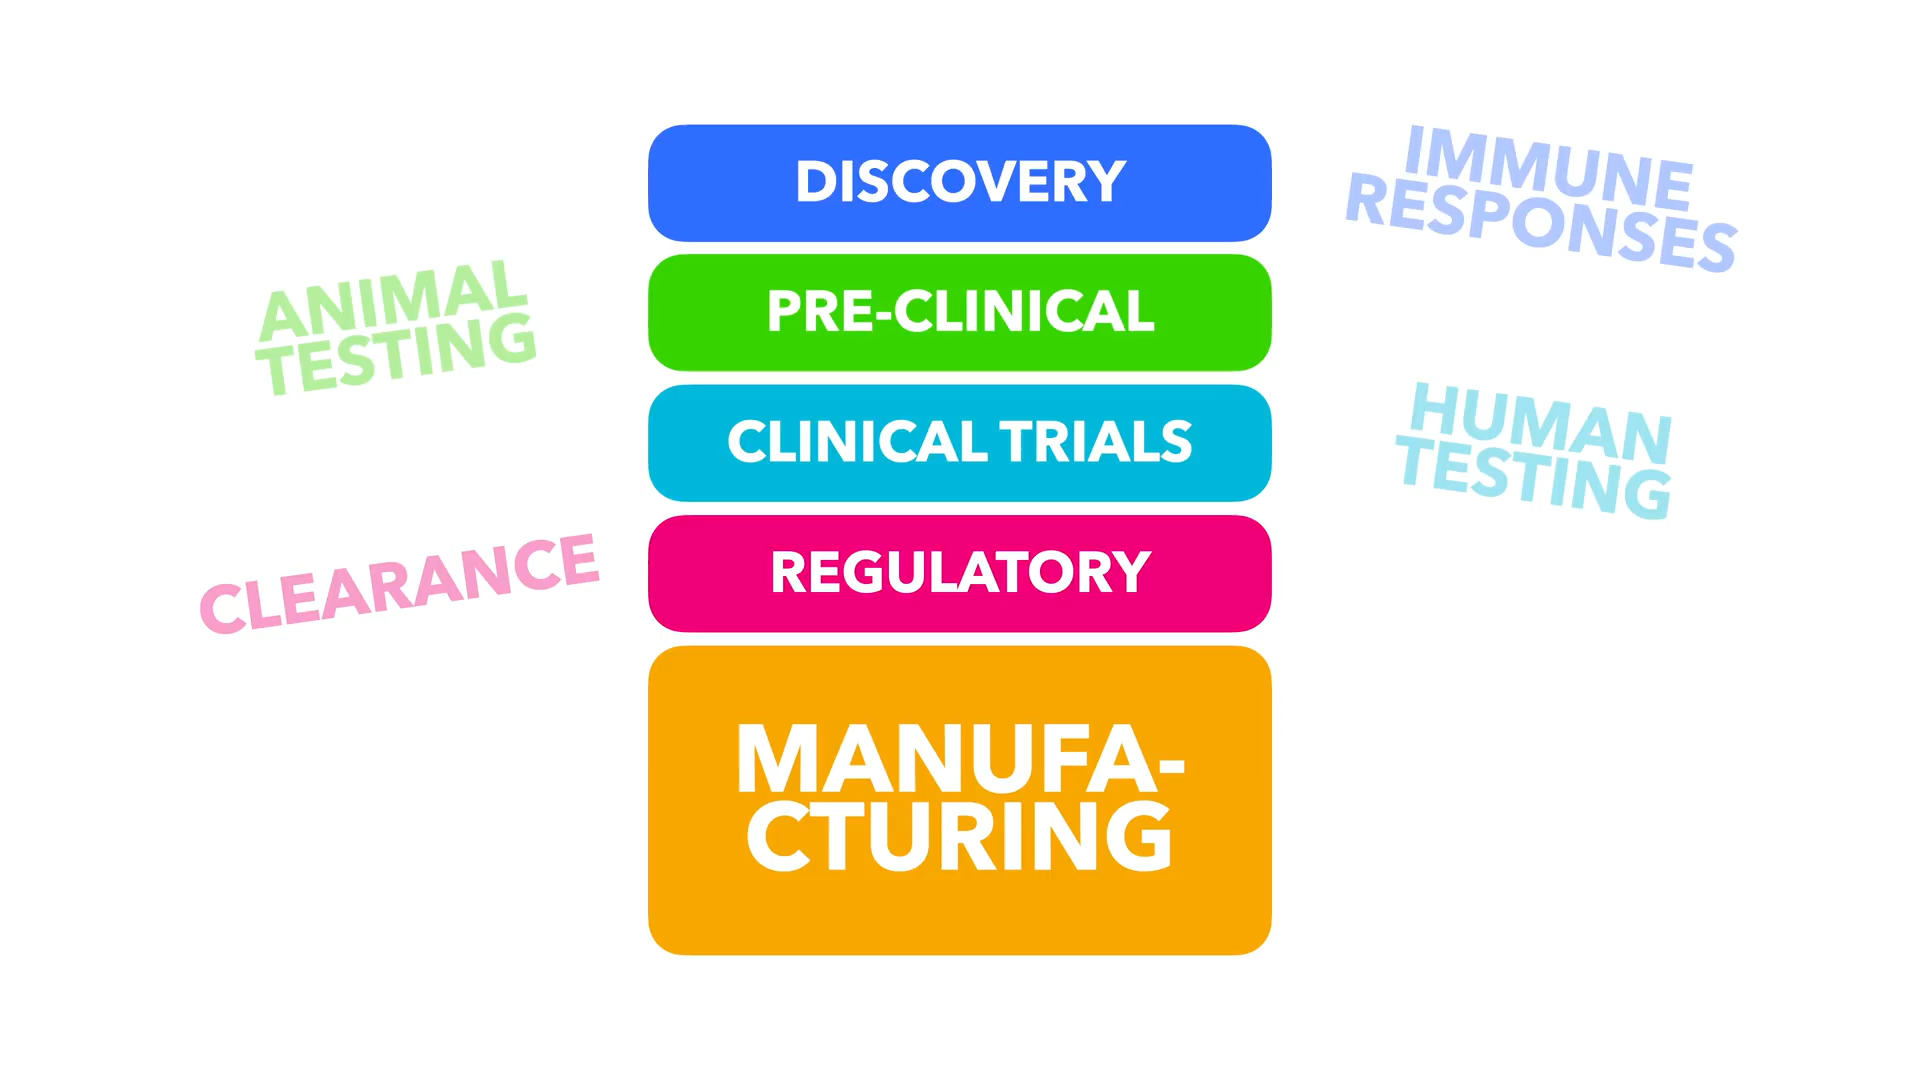 DISCOVERY
IMMUNE
RESPONSES
PRE-CLINICAL
ANIMAL
TESTING
CLINICAL TRIALS
HUMAN
TESTING
REGULATORY
CLEARANCE
MANUFA-
CTURING